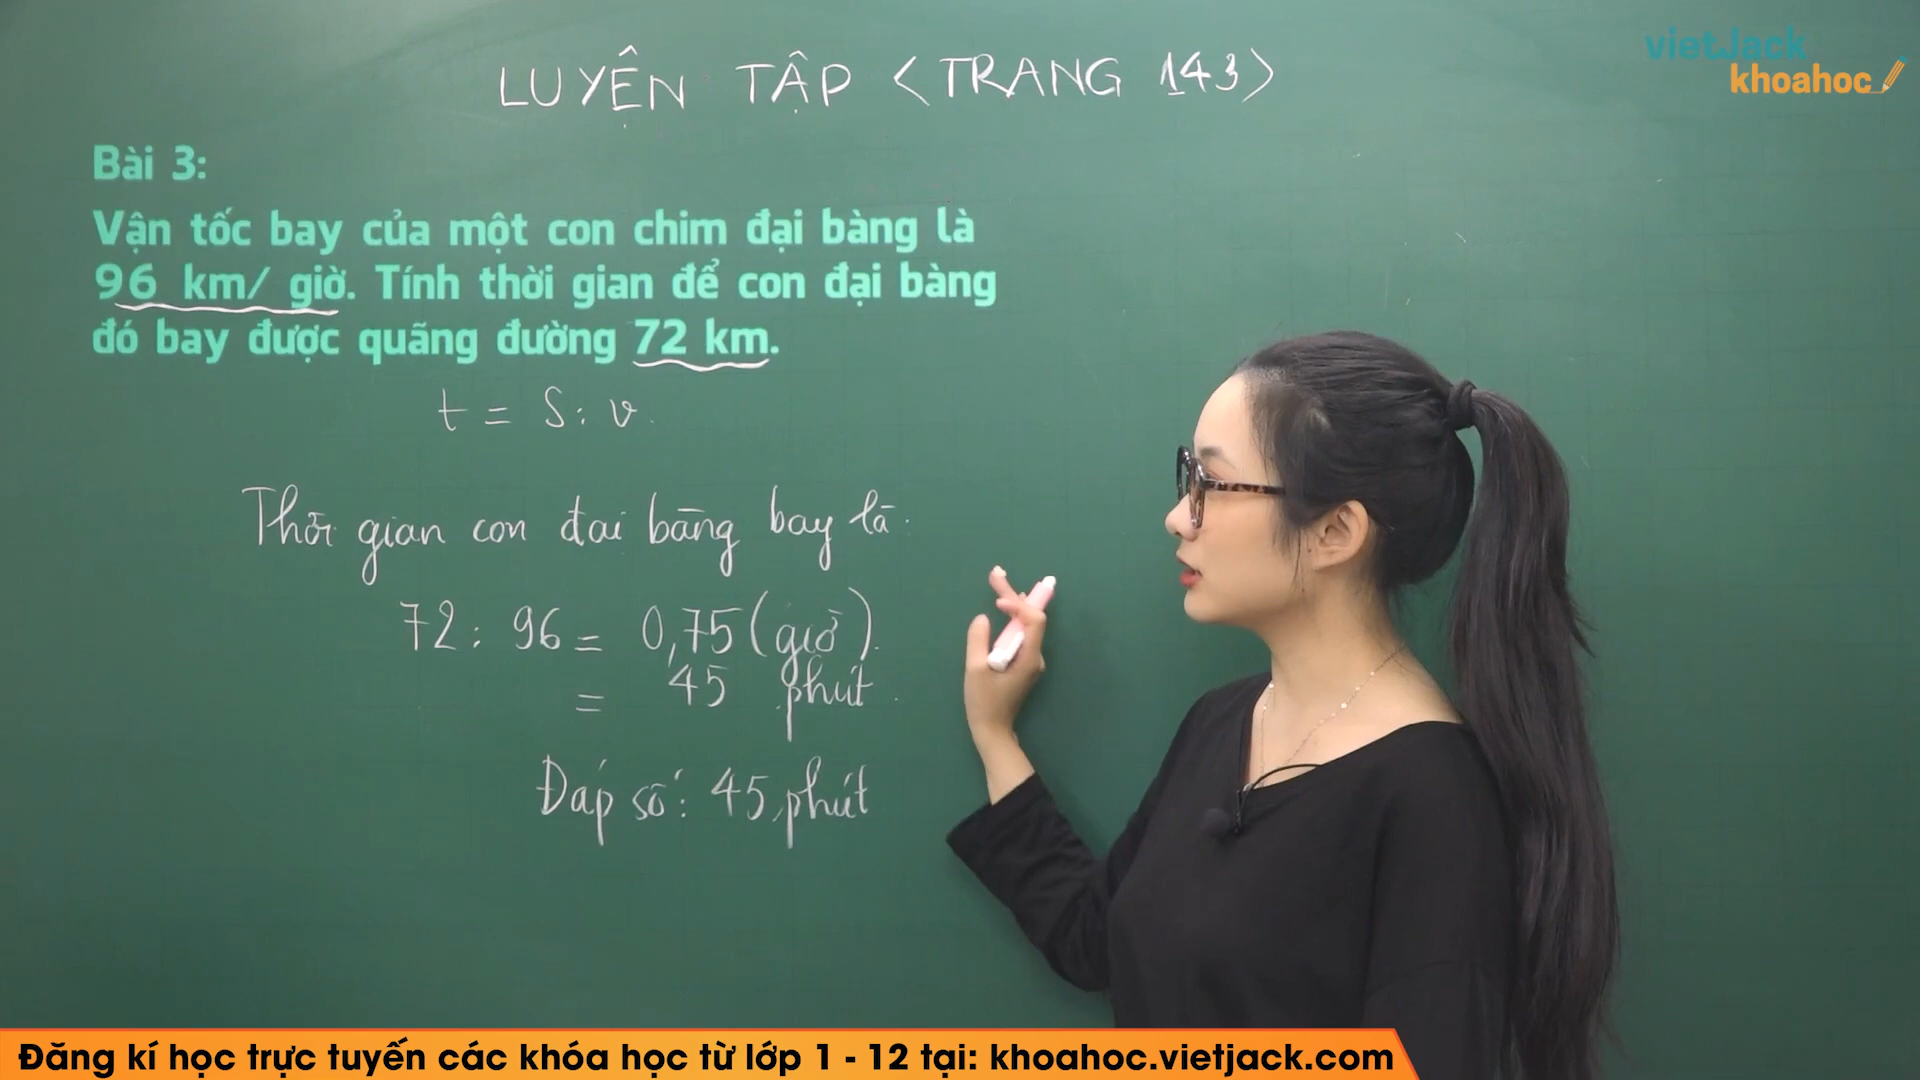 LUYỆN TẬP <TRANG 143>
vietJack
khoahoc
Bài 3:
Vận tốc bay của một con chim đại bàng là
96 km/ giờ. Tính thời gian để con đại bàng
đó bay được quãng đường 72 km.
t = S : v.
Thời gian con đai bàng bay là:
72 : 96 = 0,75 (giờ).
= 45 phút.
Đáp số: 45 phút
Đăng kí học trực tuyến các khóa học từ lớp 1 - 12 tại: khoahoc.vietjack.com